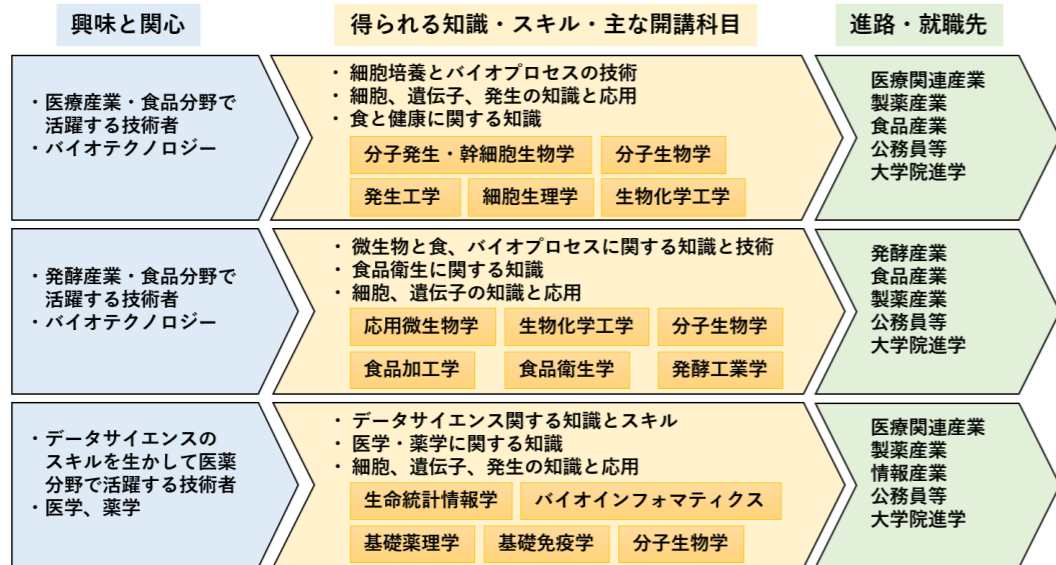 興味と関心
得られる知識・スキル・主な開講科目
進路・就職先
・医療産業・食品分野で
活躍する技術者
・バイオテクノロジー
・ 細胞培養とバイオプロセスの技術
・ 細胞、遺伝子、発生の知識と応用
・ 食と健康に関する知識
分子発生・幹細胞生物学
分子生物学
発生工学
細胞生理学
生物化学工学
医療関連産業
製薬産業
食品産業
公務員等
大学院進学
・発酵産業・食品分野で
活躍する技術者
・バイオテクノロジー
・ 微生物と食、バイオプロセスに関する知識と技術
・ 食品衛生に関する知識
・ 細胞、遺伝子の知識と応用
応用微生物学
生物化学工学
分子生物学
食品加工学
食品衛生学
発酵工業学
発酵産業
食品産業
製薬産業
公務員等
大学院進学
・データサイエンスの
スキルを生かして医薬
分野で活躍する技術者
・医学、薬学
・ データサイエンス関する知識とスキル
・ 医学・薬学に関する知識
・ 細胞、遺伝子、発生の知識と応用
生命統計情報学
バイオインフォマティクス
基礎薬理学
基礎免疫学
分子生物学
医療関連産業
製薬産業
情報産業
公務員等
大学院進学